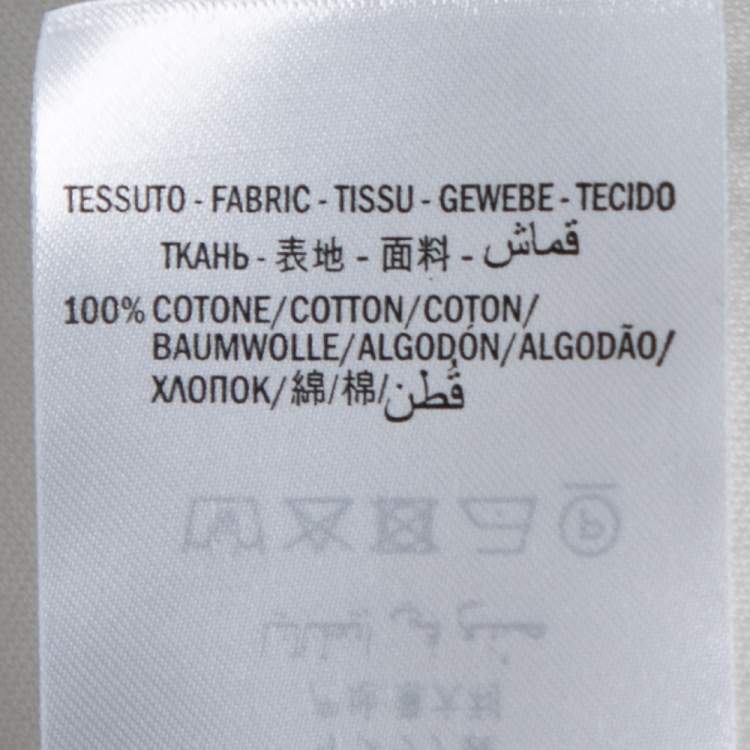 TESSUTO - FABRIC - TISSU - GEWEBE - TECIDO
ТКАНЬ - 表地 - 面料 - قماش
100% COTONE/COTTON/COTON/
BAUMWOLLE/ALGODÓN/ALGODÃO/
ХЛОПОК/綿/棉/قُطن